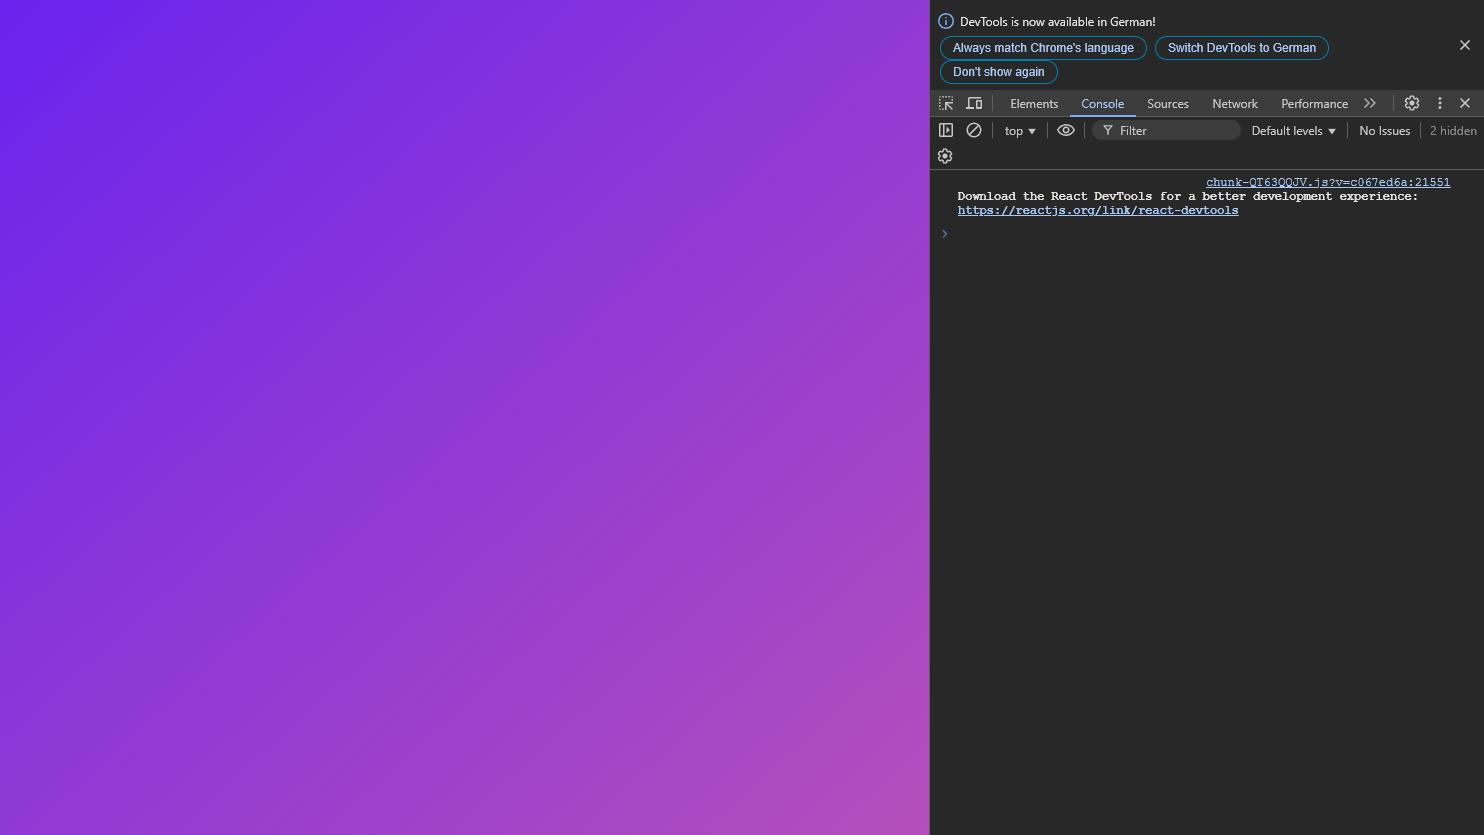 DevTools is now available in German!
Always match Chrome's language
Switch DevTools to German
Don't show again
Elements
Console
Sources
Network
Performance
top
Filter
Default levels
No Issues
2 hidden
chunk-QT63QQJV.js?v=c067ed6a:21551
Download the React DevTools for a better development experience:
https://reactjs.org/link/react-devtools